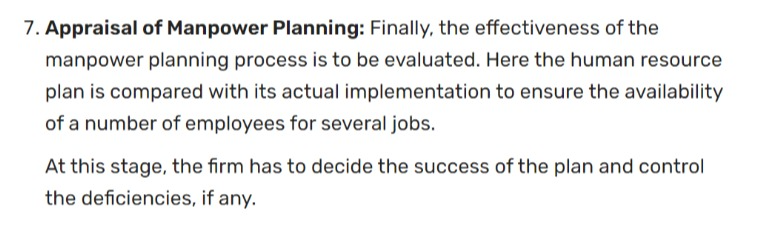 7. Appraisal of Manpower Planning: Finally, the effectiveness of the
manpower planning process is to be evaluated. Here the human resource
plan is compared with its actual implementation to ensure the availability
of a number of employees for several jobs.
At this stage, the firm has to decide the success of the plan and control
the deficiencies, if any.